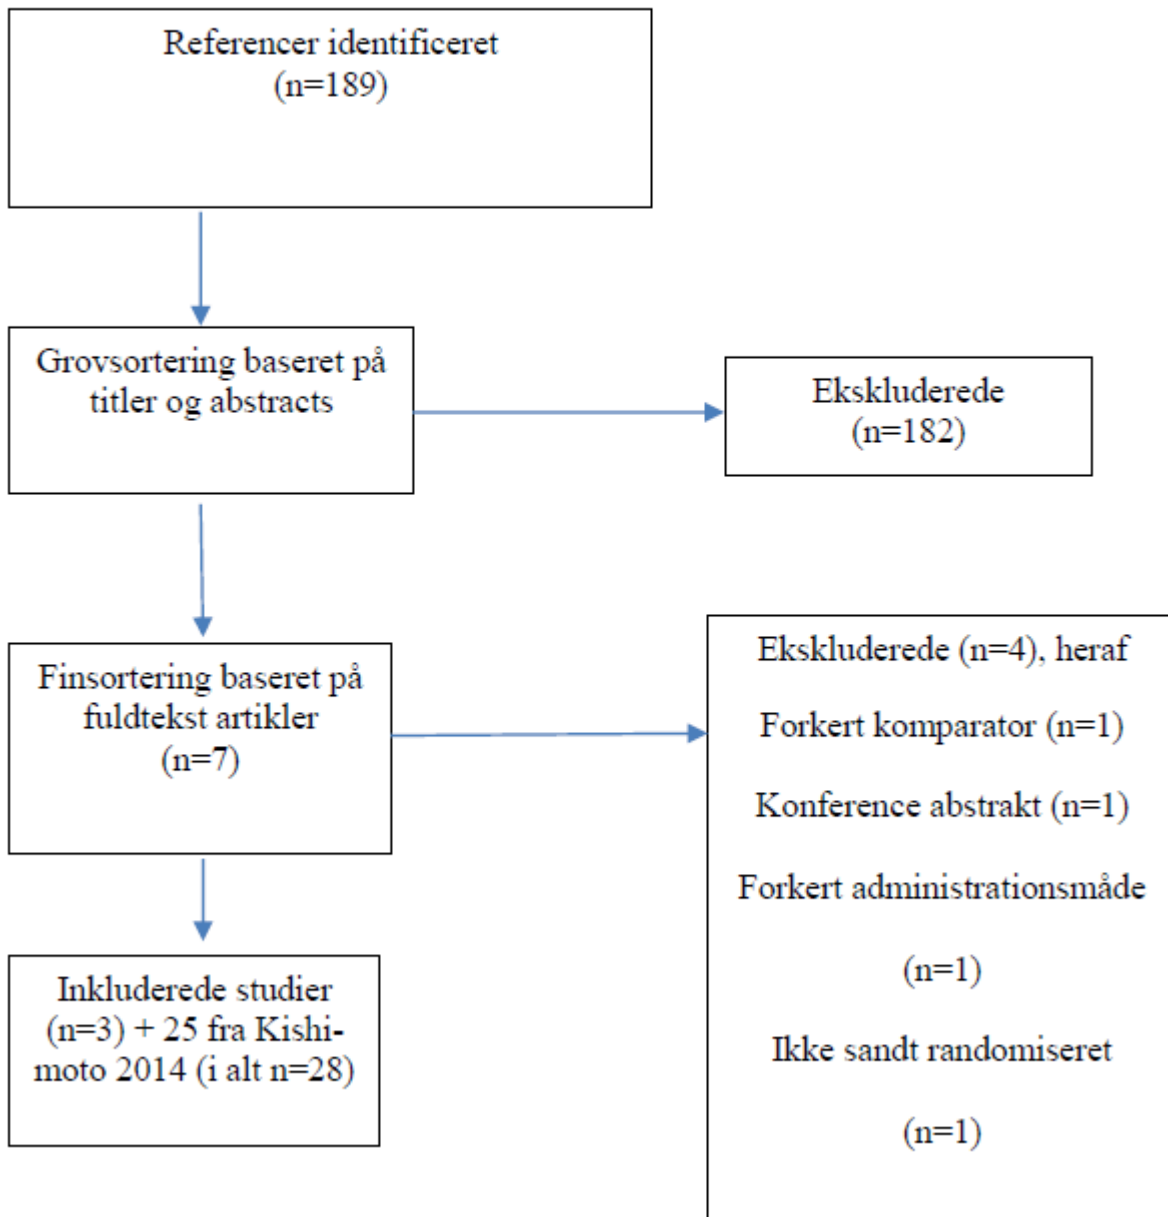 Referencer identificeret
(n=189)
Grovsortering baseret på
titler og abstracts
Ekskluderede
(n=182)
Finsortering baseret på
fuldtekst artikler
(n=7)
Ekskluderede (n=4), heraf
Forkert komparator (n=1)
Konference abstrakt (n=1)
Forkert administrationsmåde
(n=1)
Ikke sandt randomiseret
(n=1)
Inkluderede studier
(n=3) + 25 fra Kishi-
moto 2014 (i alt n=28)